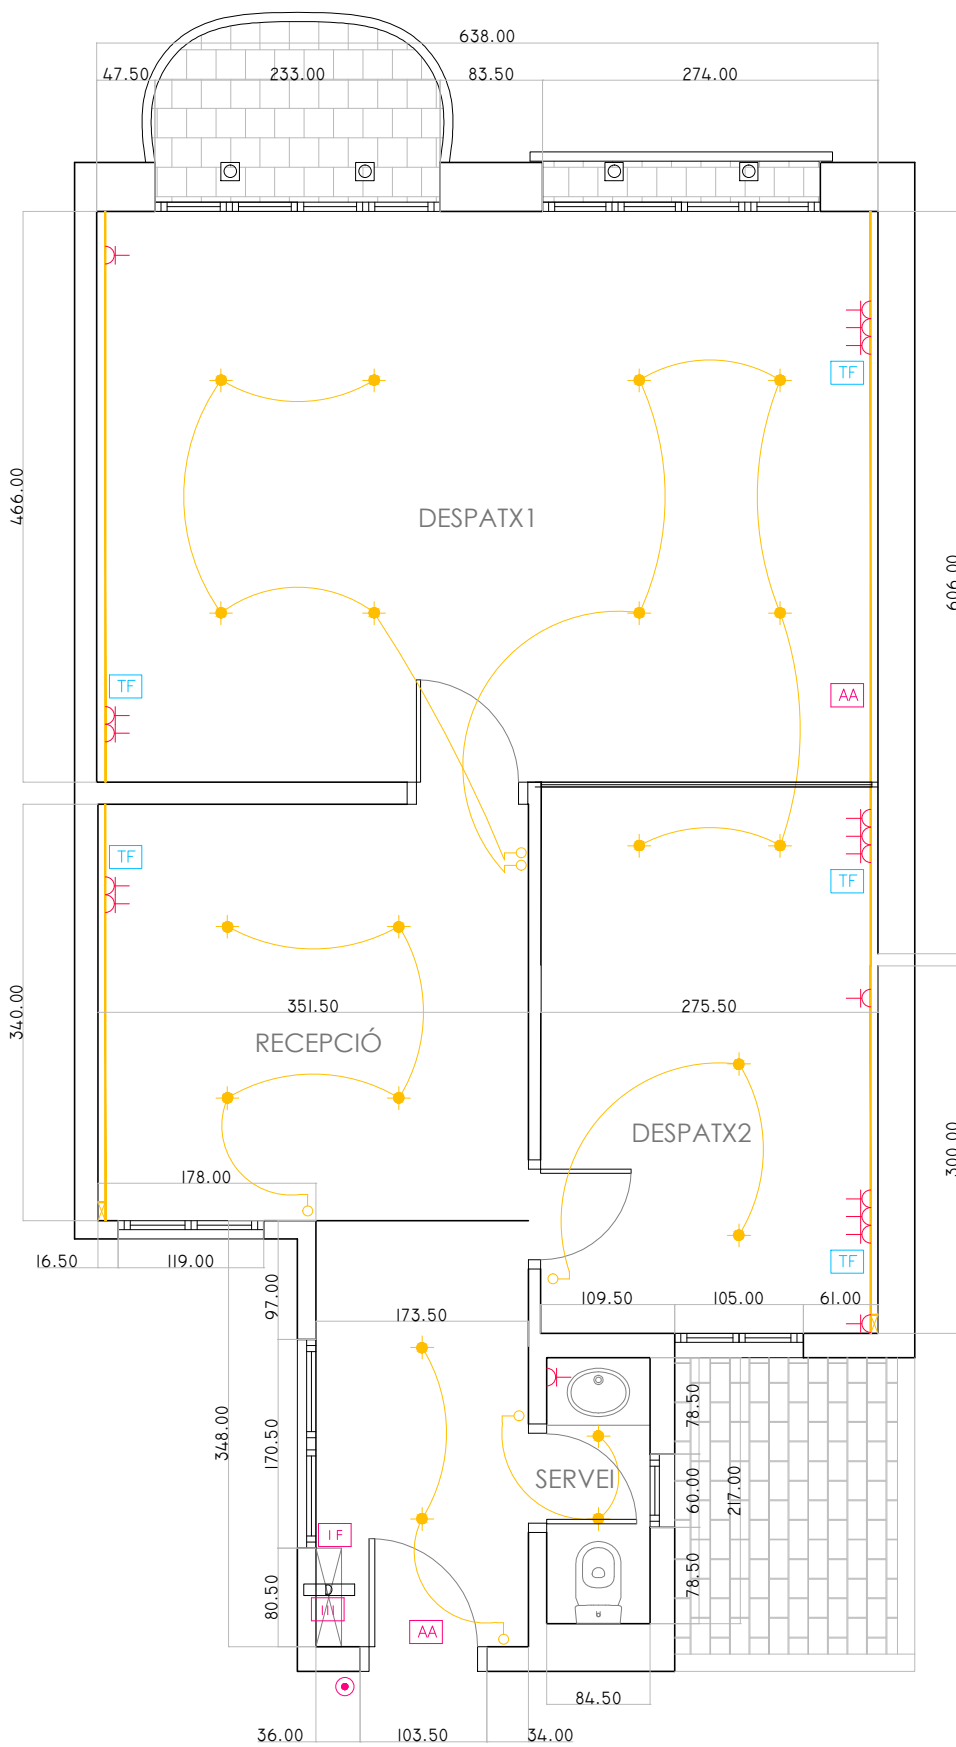 638.00
47.50 233.00 83.50 274.00
TF
466.00
DESPATX1
606.00
TF
AA
TF
TF
340.00
351.50 275.50
RECEPCIÓ
DESPATX2
300.00
178.00
TF
16.50 119.00
97.00
109.50 105.00 61.00
173.50
78.50
348.00
170.50
SERVEI
60.00
217.00
1F
78.50
80.50
D
III
AA
84.50
36.00 103.50 34.00